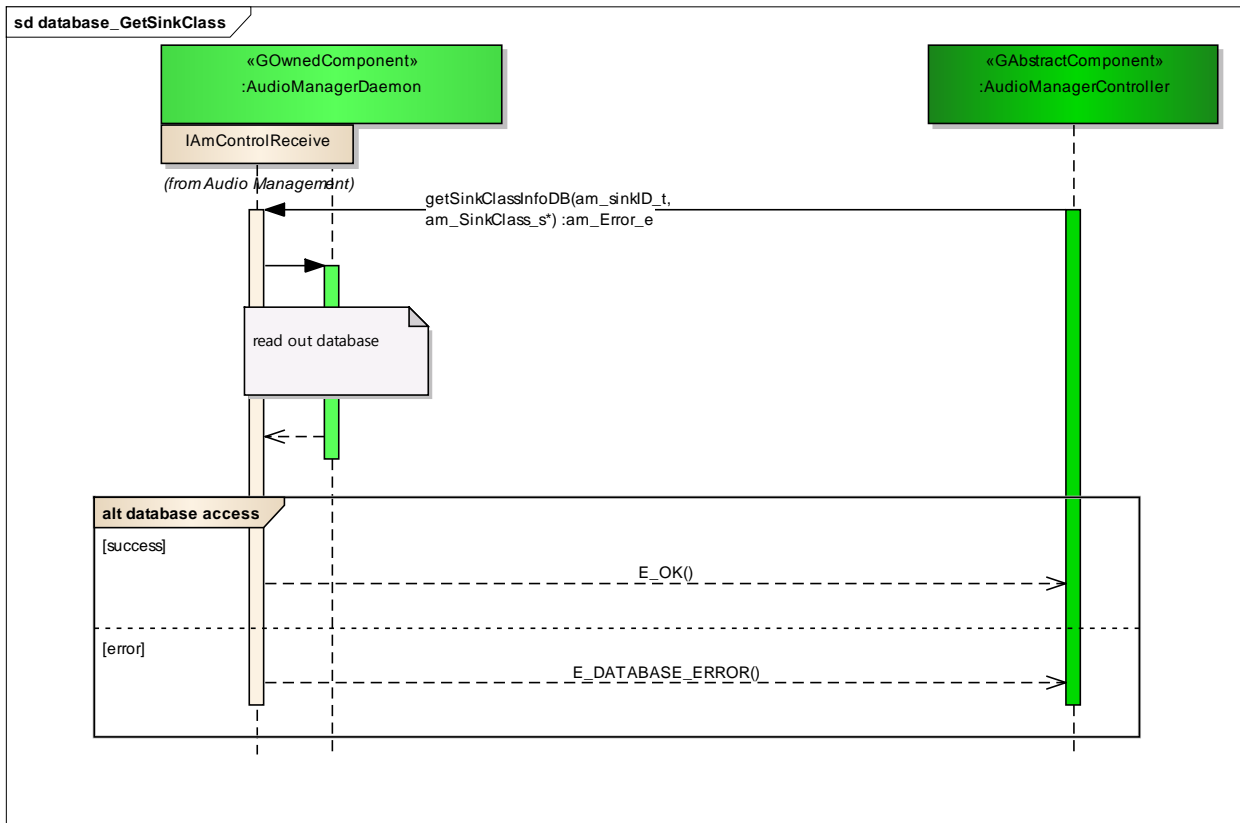 sd database_GetSinkClass
«GOwnedComponent»
:AudioManagerDaemon
«GAbstractComponent»
:AudioManagerController
IAmControlReceive
(from Audio Management)
getSinkClassInfoDB(am_sinkID_t,
am_SinkClass_s*) :am_Error_e
read out database
alt database access
[success]
E_OK()
[error]
E_DATABASE_ERROR()